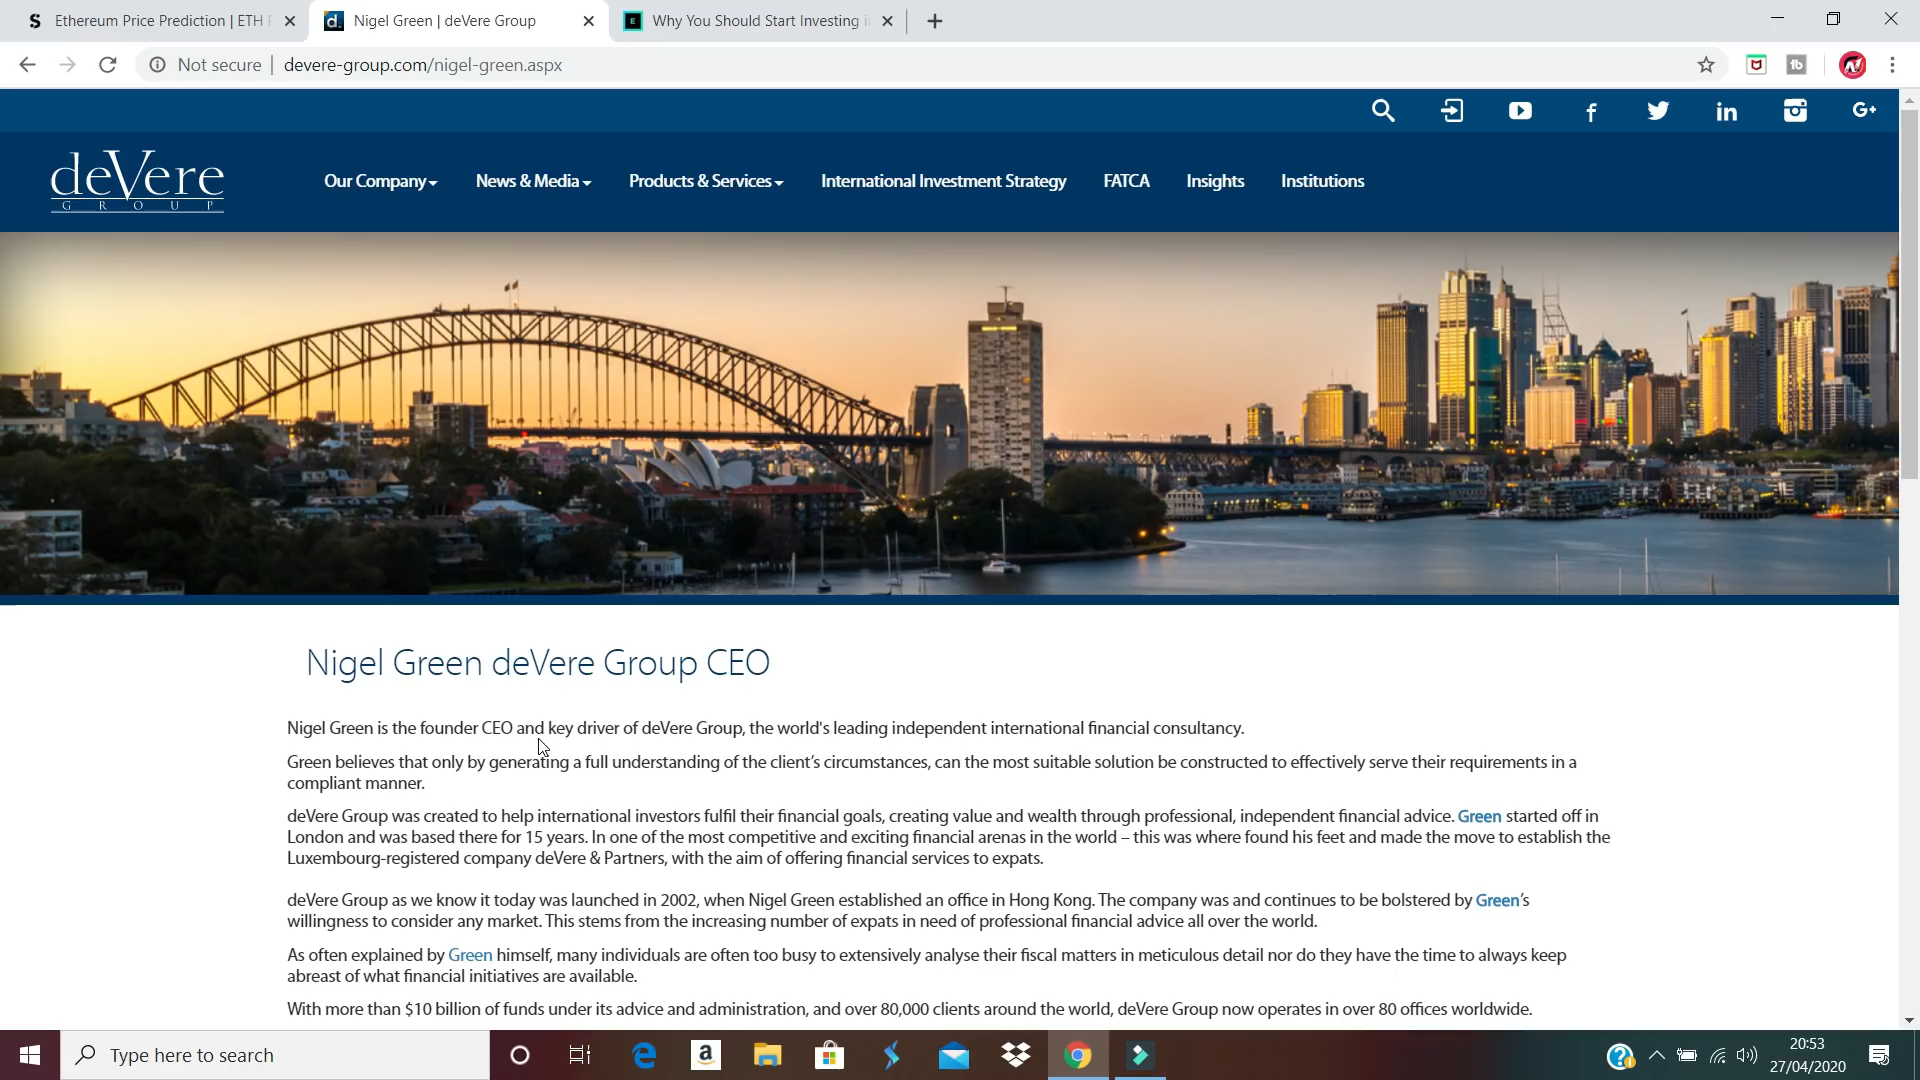 Ethereum Price Prediction | ETH
Nigel Green | deVere Group
Why You Should Start Investing i
Not secure
devere-group.com/nigel-green.aspx
G+
deVere
GROUP
Our Company
News & Media
Products & Services
International Investment Strategy
FATCA
Insights
Institutions
Nigel Green deVere Group CEO
Nigel Green is the founder CEO and key driver of deVere Group, the world's leading independent international financial consultancy.
Green believes that only by generating a full understanding of the client’s circumstances, can the most suitable solution be constructed to effectively serve their requirements in a
compliant manner.
deVere Group was created to help international investors fulfil their financial goals, creating value and wealth through professional, independent financial advice. Green started off in
London and was based there for 15 years. In one of the most competitive and exciting financial arenas in the world – this was where found his feet and made the move to establish the
Luxembourg-registered company deVere & Partners, with the aim of offering financial services to expats.
deVere Group as we know it today was launched in 2002, when Nigel Green established an office in Hong Kong. The company was and continues to be bolstered by Green’s
willingness to consider any market. This stems from the increasing number of expats in need of professional financial advice all over the world.
As often explained by Green himself, many individuals are often too busy to extensively analyse their fiscal matters in meticulous detail nor do they have the time to always keep
abreast of what financial initiatives are available.
With more than $10 billion of funds under its advice and administration, and over 80,000 clients around the world, deVere Group now operates in over 80 offices worldwide.
Type here to search
20:53
27/04/2020